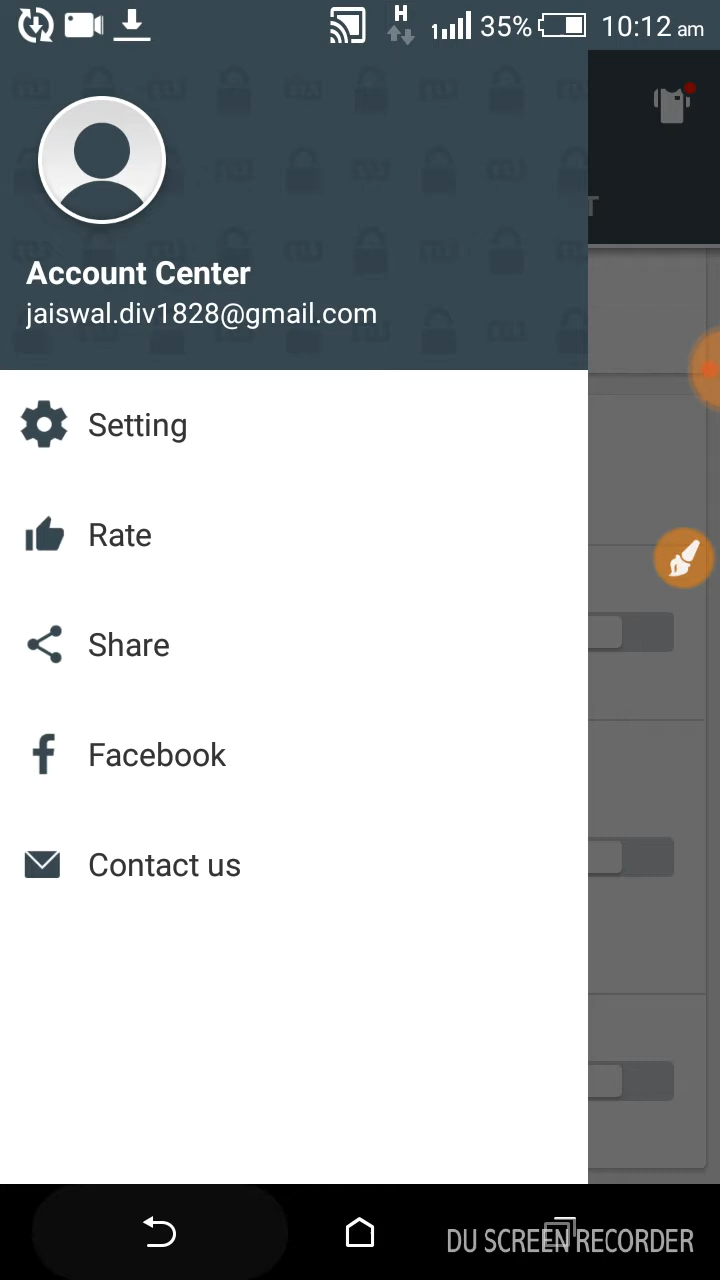 H
35%
10:12 am
T
Account Center
jaiswal.div1828@gmail.com
Setting
Rate
Share
Facebook
Contact us
DU SCREEN RECORDER